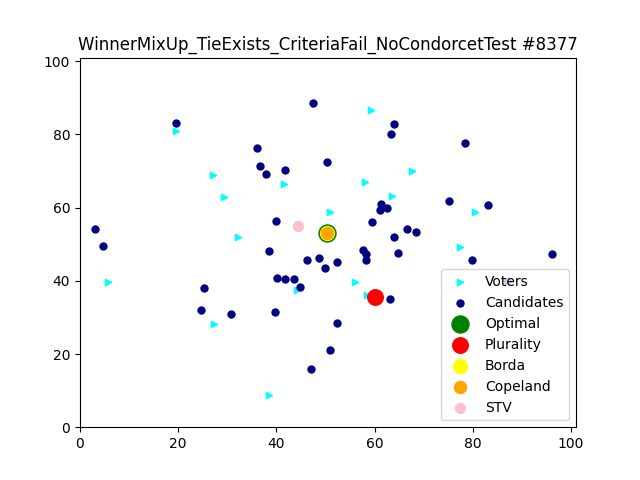 WinnerMixUp_TieExists_CriteriaFail_NoCondorcetTest #8377
100
80
60
40
20
0
Voters
Candidates
Optimal
Plurality
Borda
Copeland
STV
0 20 40 60 80 100